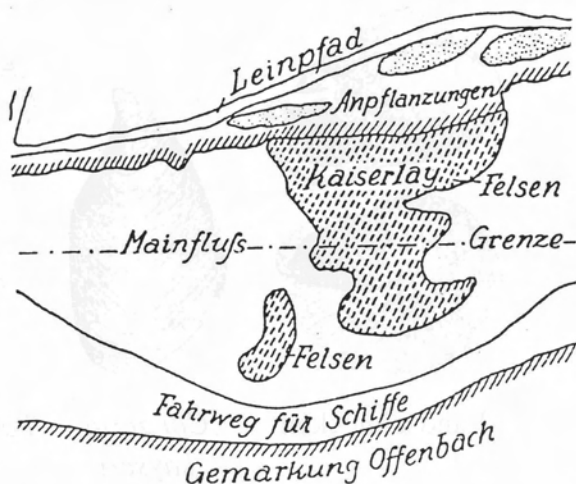 Leinpfad
Anpflanzungen
Kaiserlay
Felsen
Mainfluß
Grenze
Felsen
Fahrweg für Schiffe
Gemarkung Offenbach